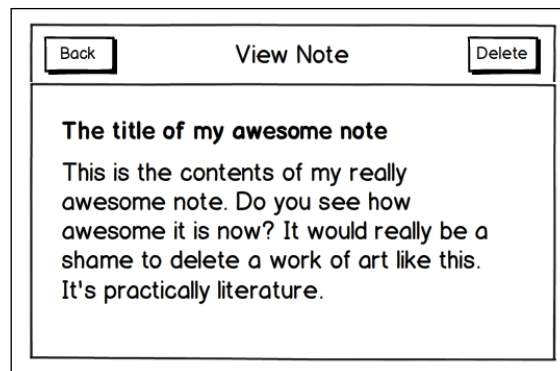 Back View Note Delete
The title of my awesome note
This is the contents of my really
awesome note. Do you see how
awesome it is now? It would really be a
shame to delete a work of art like this.
It's practically literature.